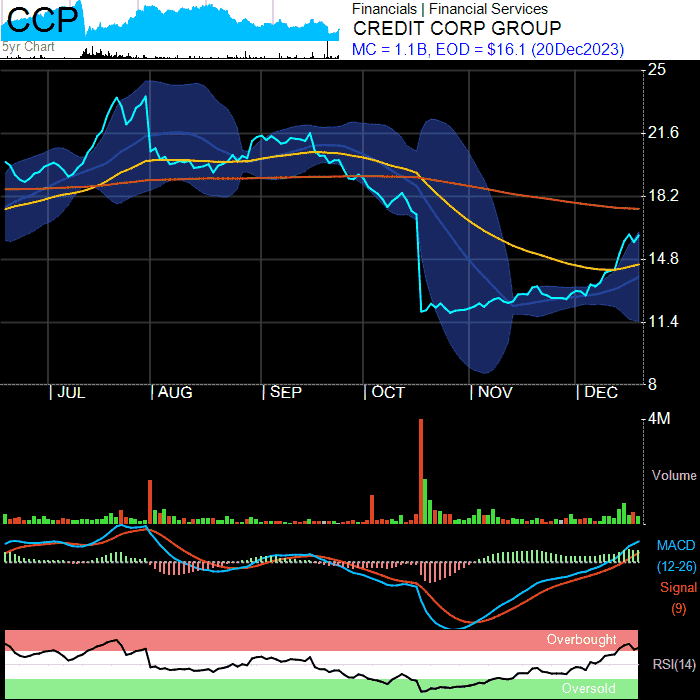 CCP
5yr Chart
Financials | Financial Services
CREDIT CORP GROUP
MC = 1.1B, EOD = $16.1 (20Dec2023)
25
21.6
18.2
14.8
11.4
8
| JUL | AUG | SEP | OCT | NOV | DEC
4M
Volume
MACD
(12-26)
Signal
(9)
Overbought
RSI(14)
Oversold